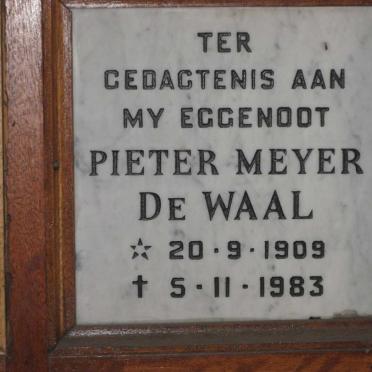 TER
GEDAGTENIS AAN
MY EGGENOOT
PIETER MEYER
DE WAAL
☆ 20·9·1909
† 5·11·1983